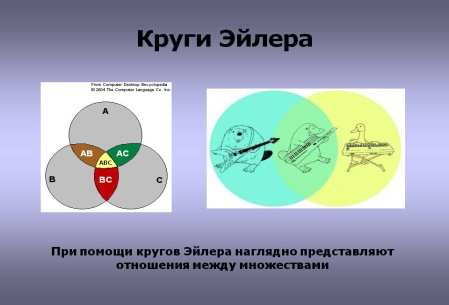 Круги Эйлера
From Computer Desktop Encyclopedia
© 2004 The Computer Language Co. Inc.
A
AB AC
ABC
B BC C
При помощи кругов Эйлера наглядно представляют
отношения между множествами